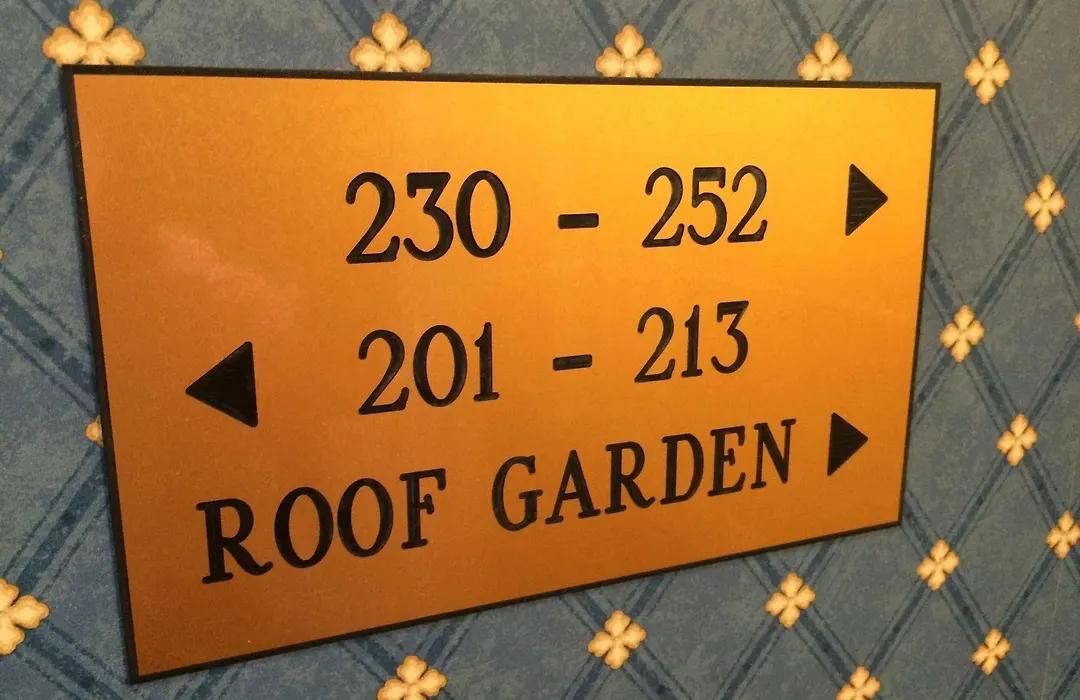 230 - 252 ▶
◀ 201 - 213
ROOF GARDEN ▶